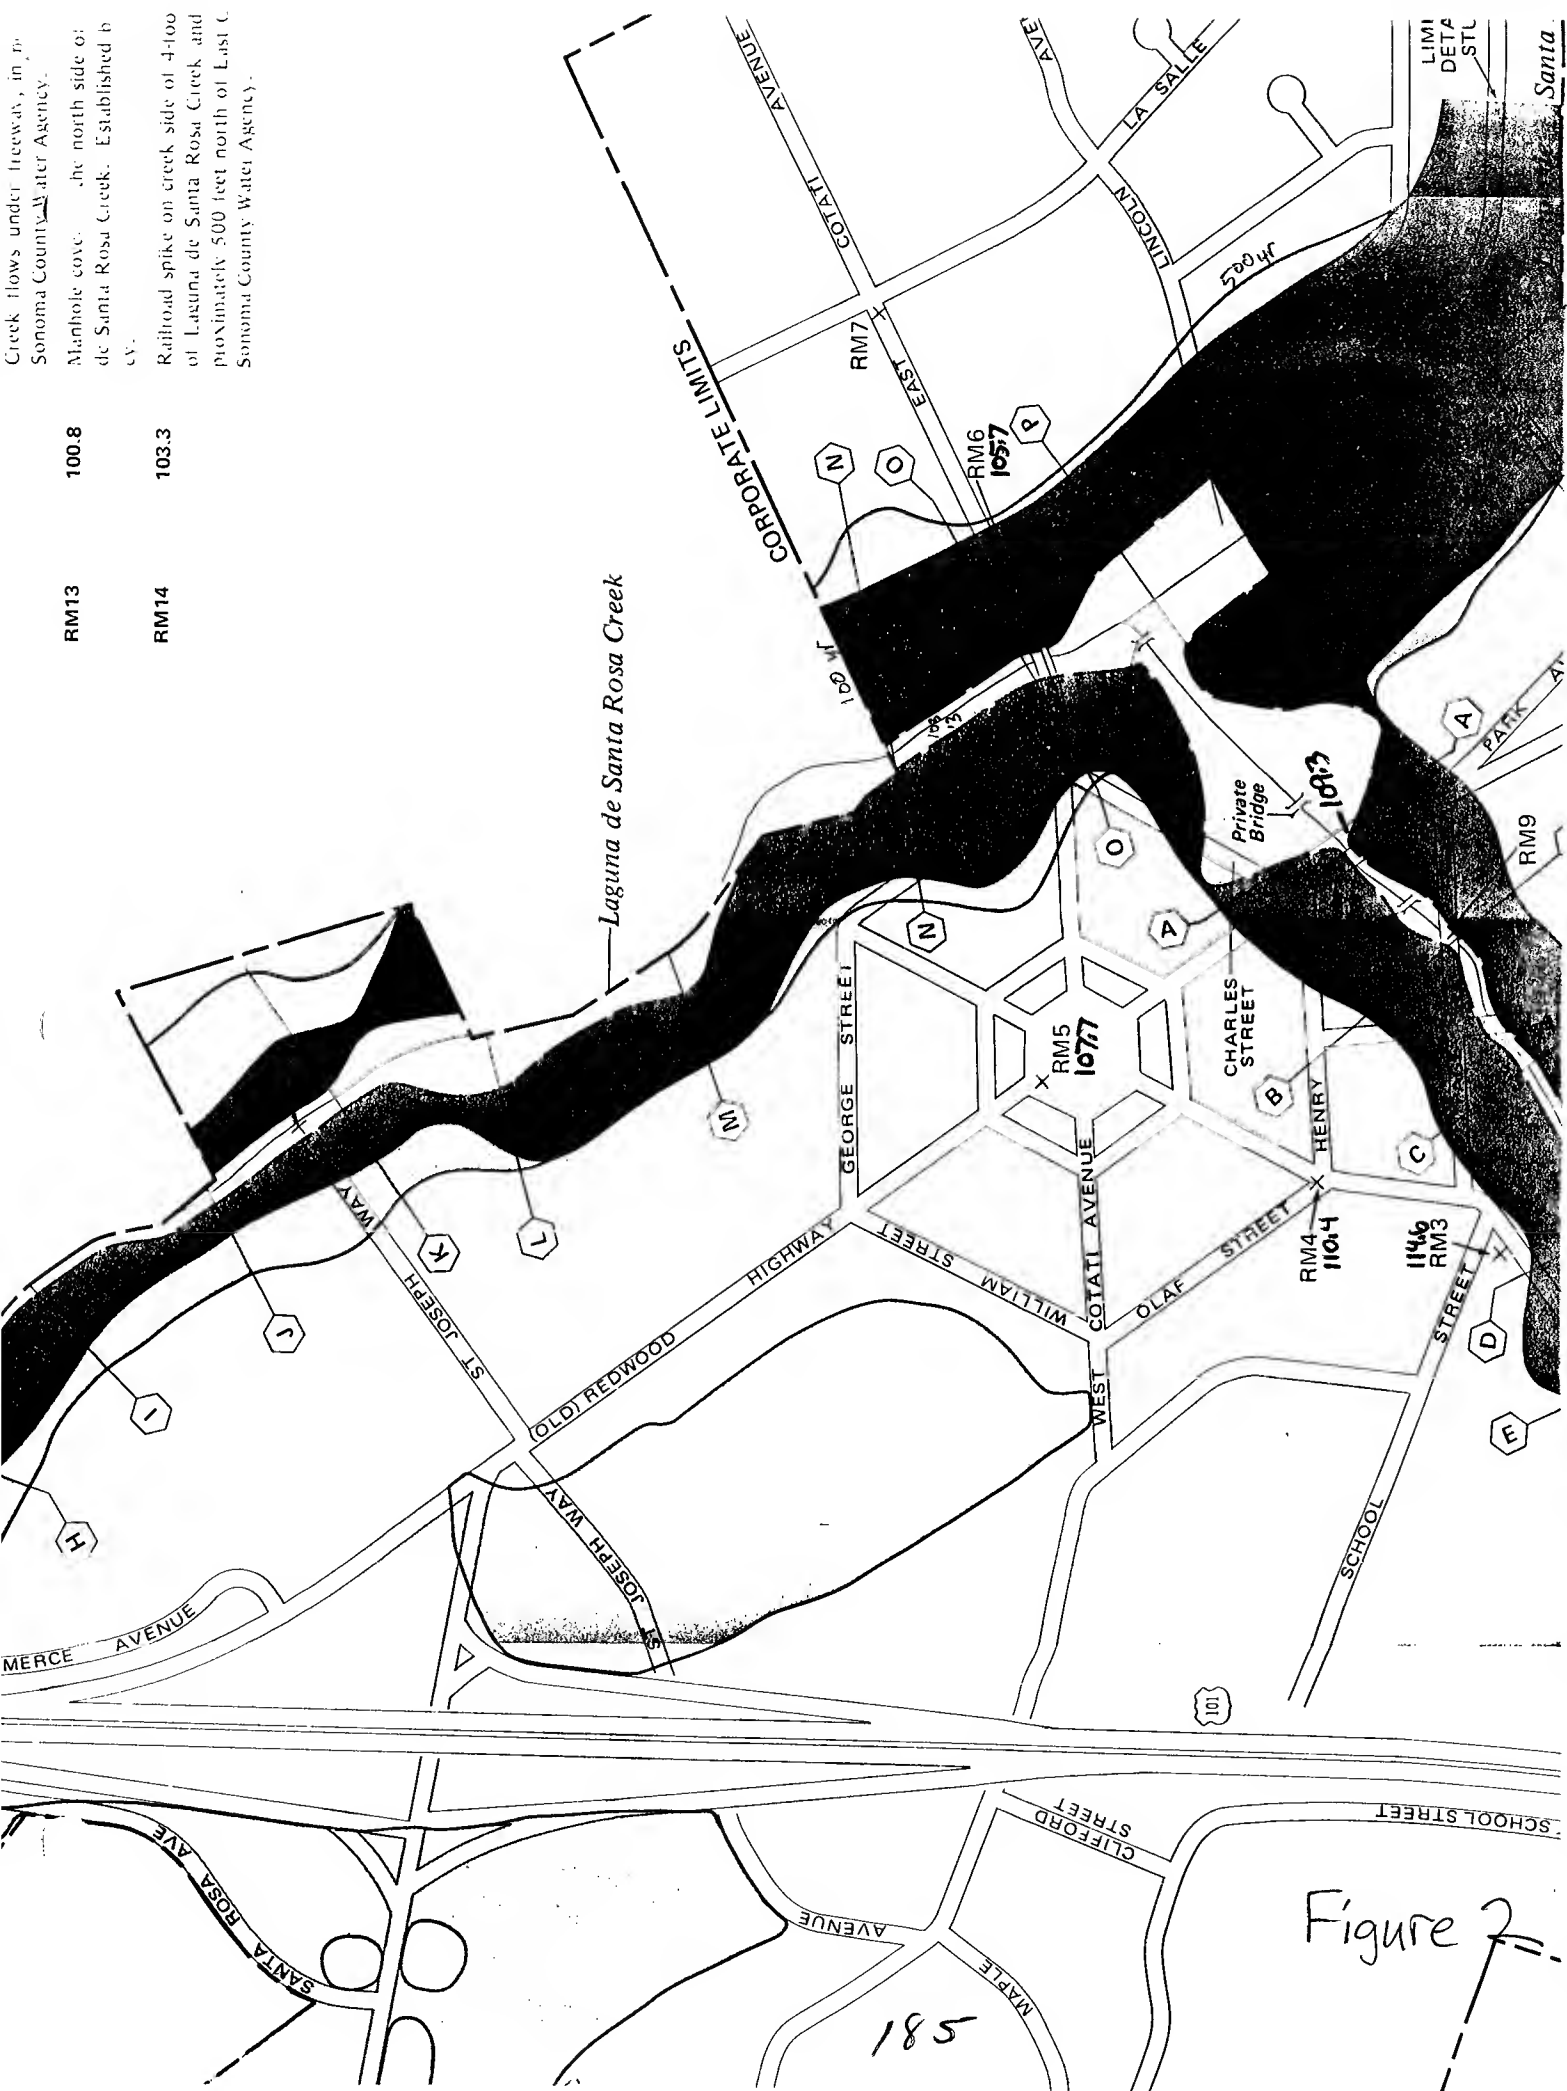 Creek flows under freeway, in
Sonoma County Water Agency.
RM13 100.8 Manhole cove the north side of
de Santa Rosa Creek. Established b
cy.
RM14 103.3 Railroad spike on creek side of 4-foo
of Laguna de Santa Rosa Creek and
proximately 500 feet north of East C
Sonoma County Water Agency.
CORPORATE LIMITS
AVENUE
COTATI
EAST
AVE
LA SALLE
LINCOLN
500 yr
LIMI
DETA
STU
Santa
RM7
N
O
RM6
105.7
P
100 yr
Laguna de Santa Rosa Creek
Private
Bridge
109.3
A
PARK
RM9
N
O
A
M
GEORGE STREET
RM5
107.7
CHARLES
STREET
B
HENRY
C
L
K
J
I
H
ST JOSEPH WAY
(OLD) REDWOOD HIGHWAY
WILLIAM STREET
WEST COTATI AVENUE
OLAF STREET
RM4
110.4
114.6
RM3
D
E
SCHOOL STREET
ST JOSEPH WAY
MERCE AVENUE
101
SANTA ROSA AVE
CLIFFORD
STREET
SCHOOL STREET
AVENUE
MAPLE
185
Figure 2